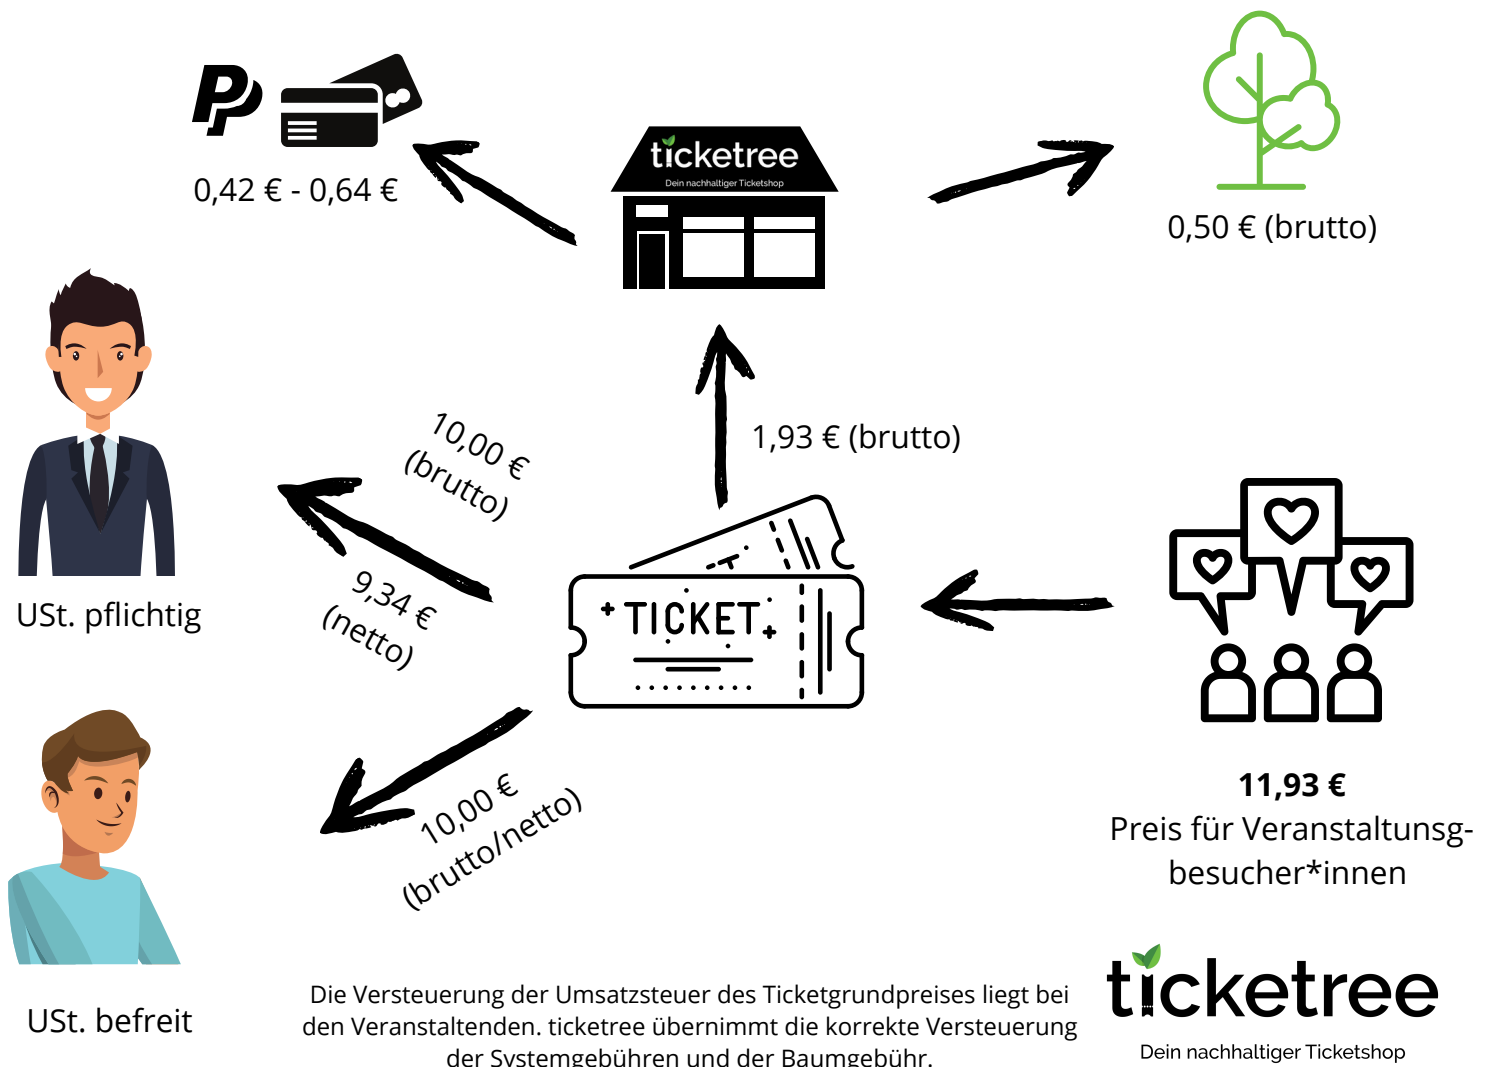 ticketree
Dein nachhaltiger Ticketshop
0,42 € - 0,64 €
0,50 € (brutto)
1,93 € (brutto)
10,00 €
(brutto)
9,34 €
(netto)
USt. pflichtig
TICKET
10,00 €
(brutto/netto)
USt. befreit
11,93 €
Preis für Veranstaltunsg-
besucher*innen
Die Versteuerung der Umsatzsteuer des Ticketgrundpreises liegt bei
den Veranstaltenden. ticketree übernimmt die korrekte Versteuerung
der Systemgebühren und der Baumgebühr.
ticketree
Dein nachhaltiger Ticketshop